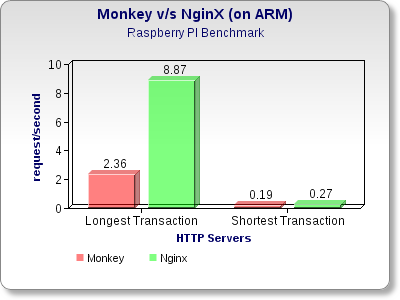 Monkey v/s NginX (on ARM)
Raspberry PI Benchmark
request/second
10
8
6
4
2
0
2.36
8.87
0.19
0.27
Longest Transaction
Shortest Transaction
HTTP Servers
Monkey
Nginx